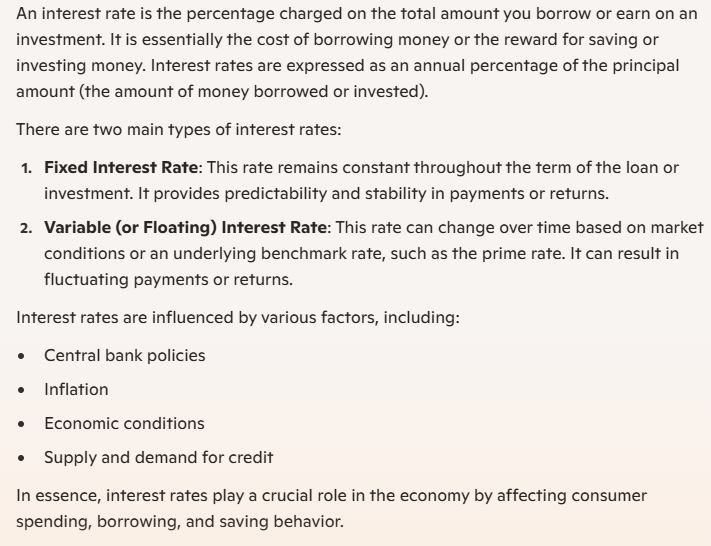 An interest rate is the percentage charged on the total amount you borrow or earn on an
investment. It is essentially the cost of borrowing money or the reward for saving or
investing money. Interest rates are expressed as an annual percentage of the principal
amount (the amount of money borrowed or invested).
There are two main types of interest rates:
1. Fixed Interest Rate: This rate remains constant throughout the term of the loan or
investment. It provides predictability and stability in payments or returns.
2. Variable (or Floating) Interest Rate: This rate can change over time based on market
conditions or an underlying benchmark rate, such as the prime rate. It can result in
fluctuating payments or returns.
Interest rates are influenced by various factors, including:
• Central bank policies
• Inflation
• Economic conditions
• Supply and demand for credit
In essence, interest rates play a crucial role in the economy by affecting consumer
spending, borrowing, and saving behavior.